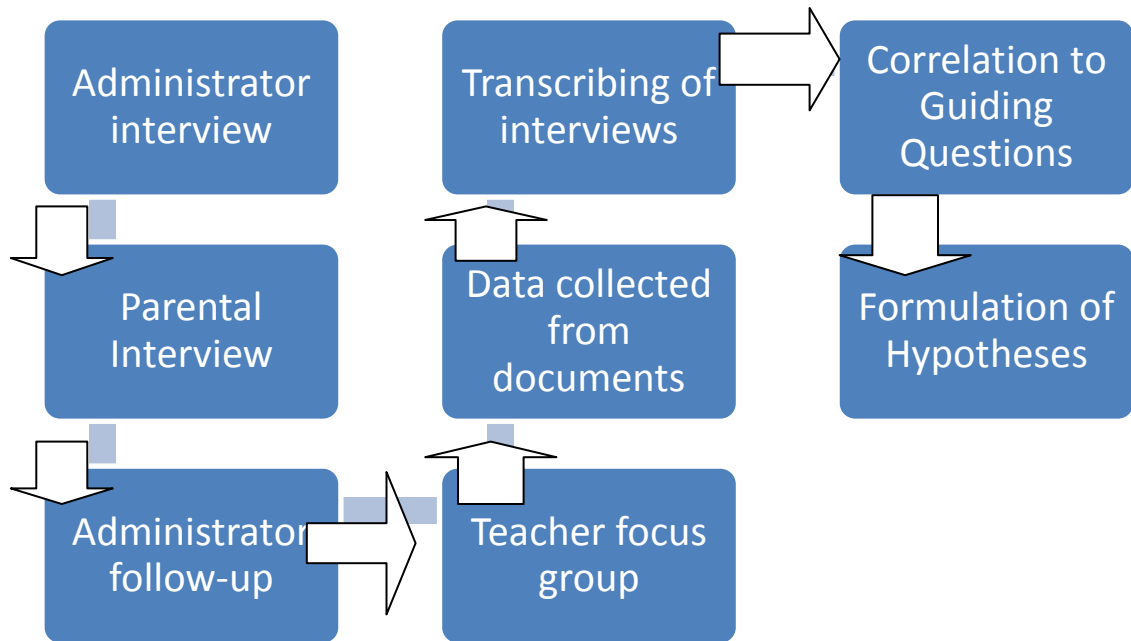 Administrator
interview
Parental
Interview
Administrator
follow-up
Teacher focus
group
Data collected
from
documents
Transcribing of
interviews
Correlation to
Guiding
Questions
Formulation of
Hypotheses